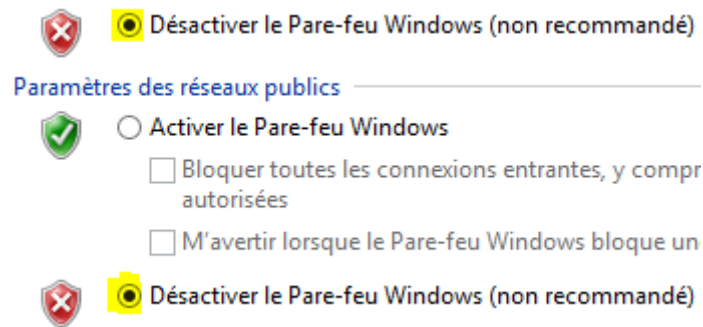 Désactiver le Pare-feu Windows (non recommandé)
Paramètres des réseaux publics
Activer le Pare-feu Windows
Bloquer toutes les connexions entrantes, y compr
autorisées
M'avertir lorsque le Pare-feu Windows bloque un
Désactiver le Pare-feu Windows (non recommandé)